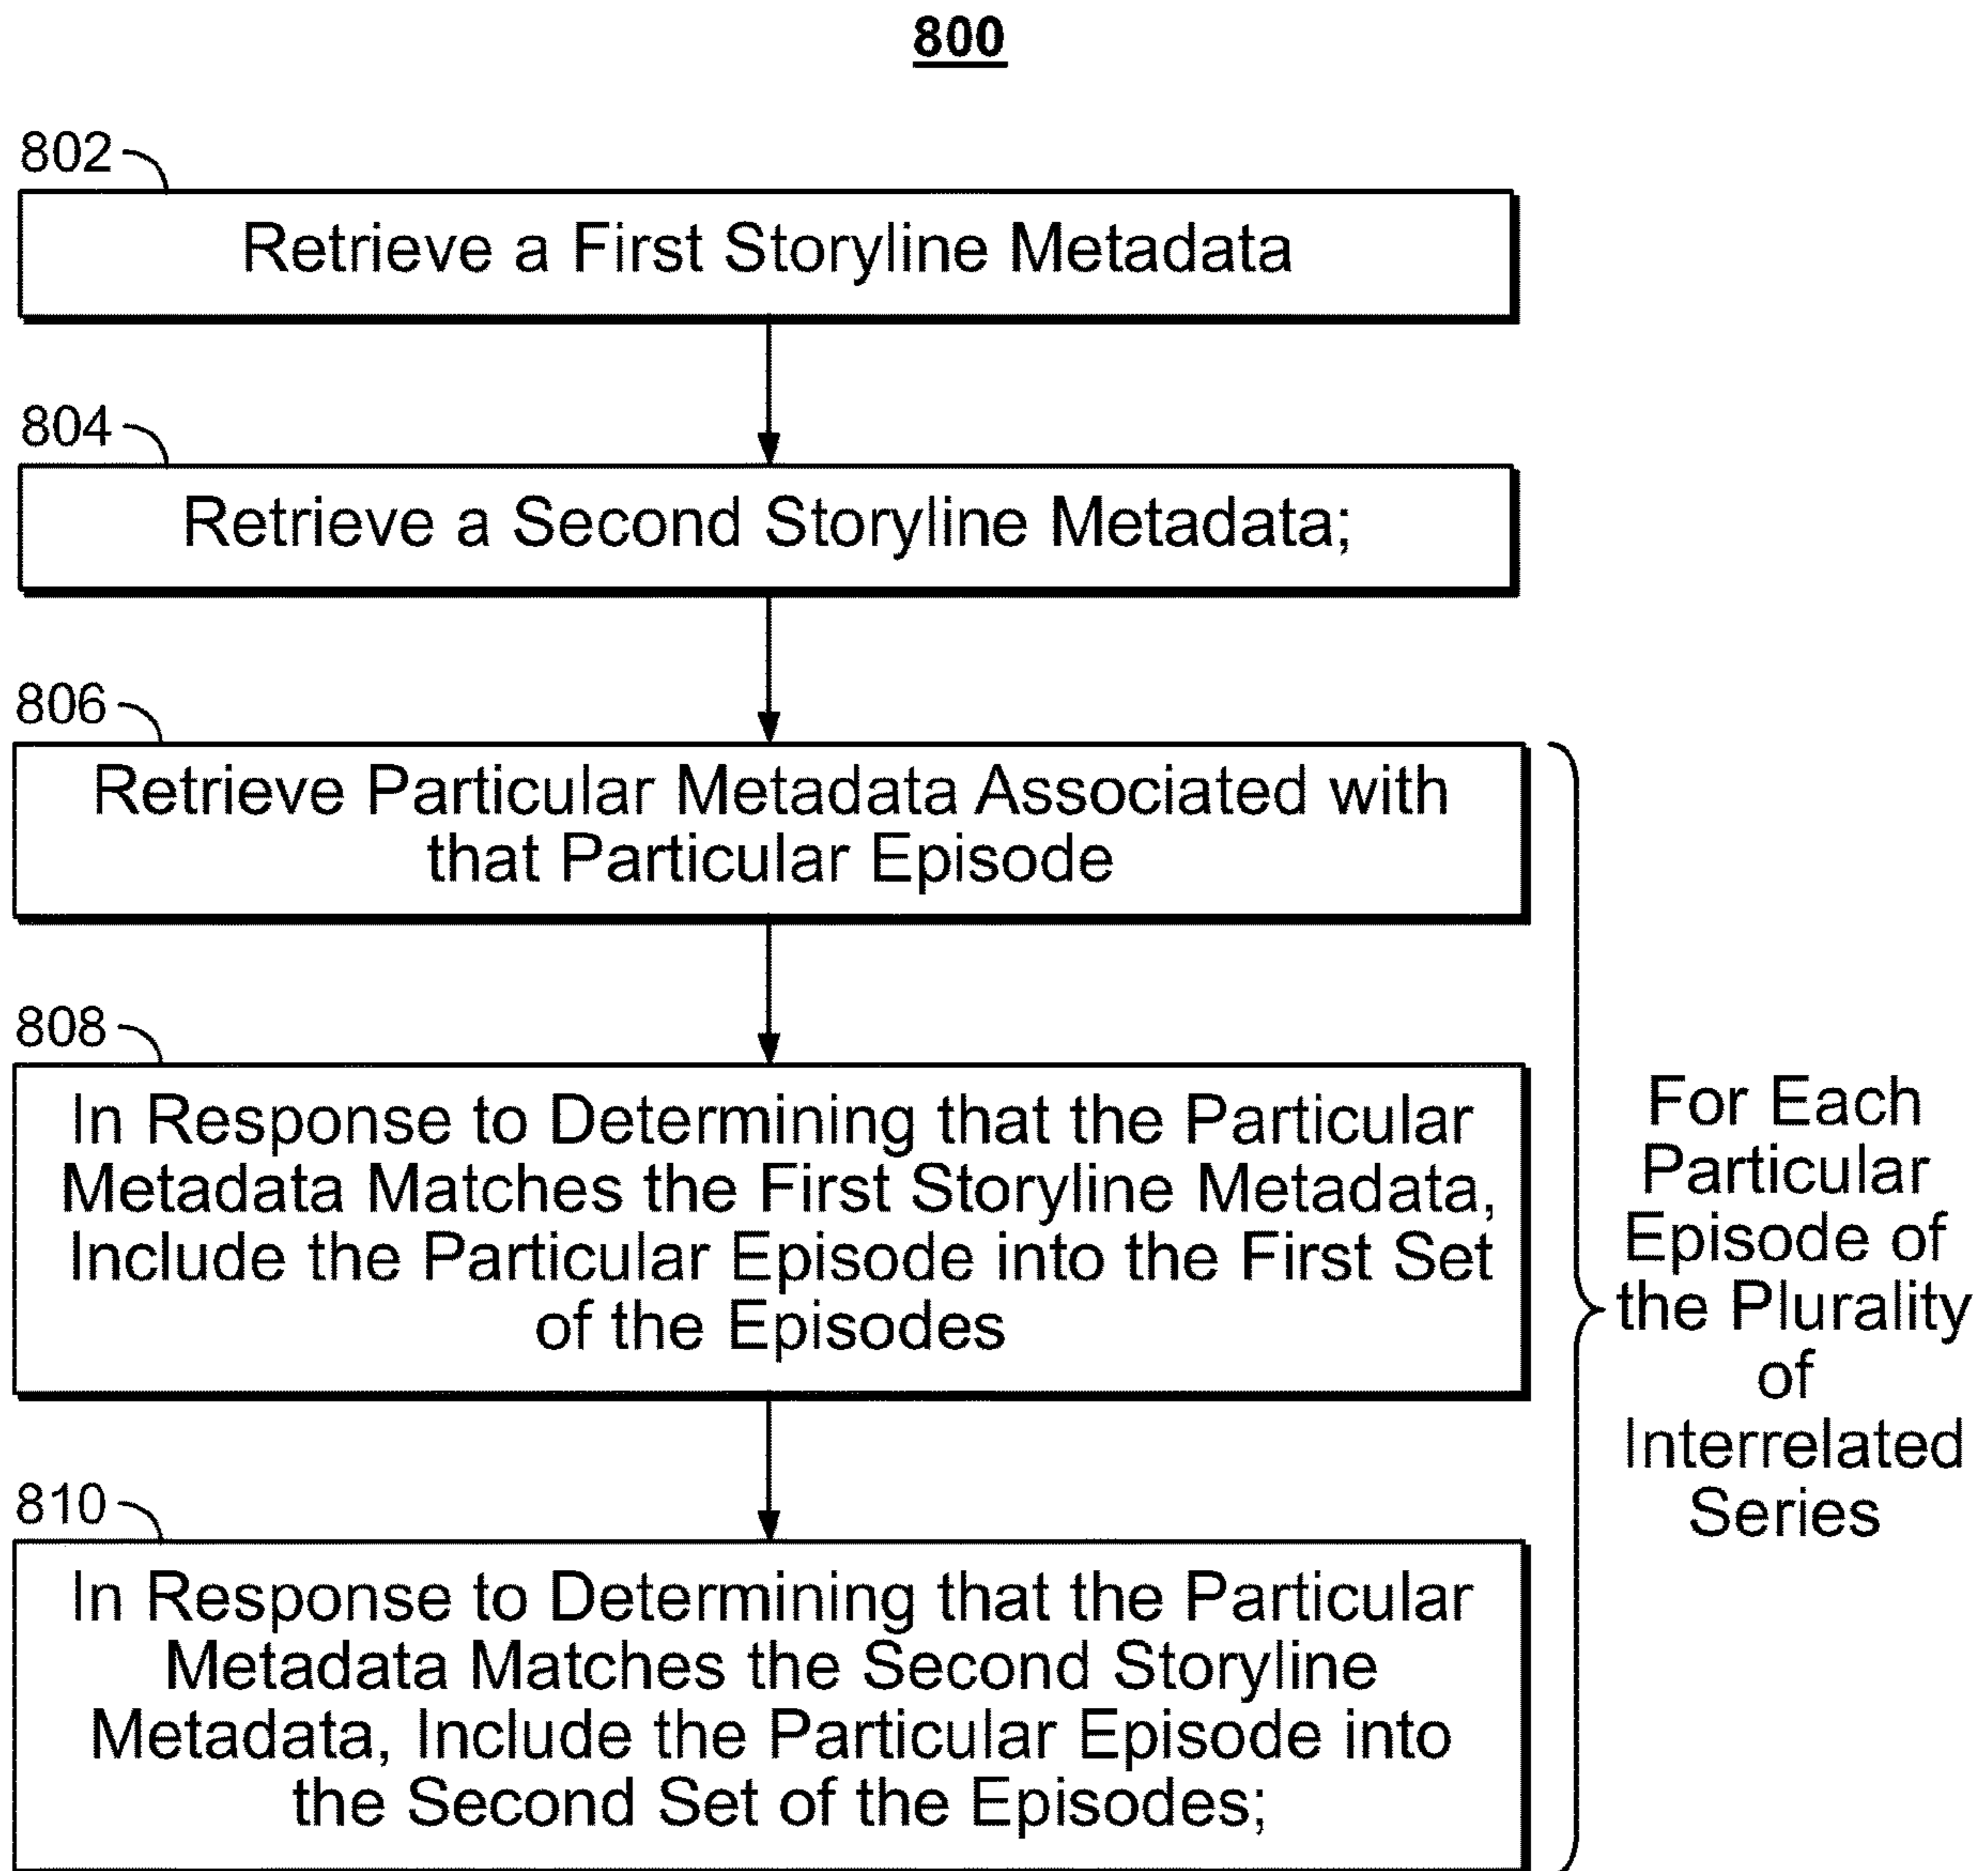 800
802
Retrieve a First Storyline Metadata
804
Retrieve a Second Storyline Metadata;
806
Retrieve Particular Metadata Associated with
that Particular Episode
808
In Response to Determining that the Particular
Metadata Matches the First Storyline Metadata,
Include the Particular Episode into the First Set
of the Episodes
810
In Response to Determining that the Particular
Metadata Matches the Second Storyline
Metadata, Include the Particular Episode into
the Second Set of the Episodes;
For Each
Particular
Episode of
the Plurality
of
Interrelated
Series